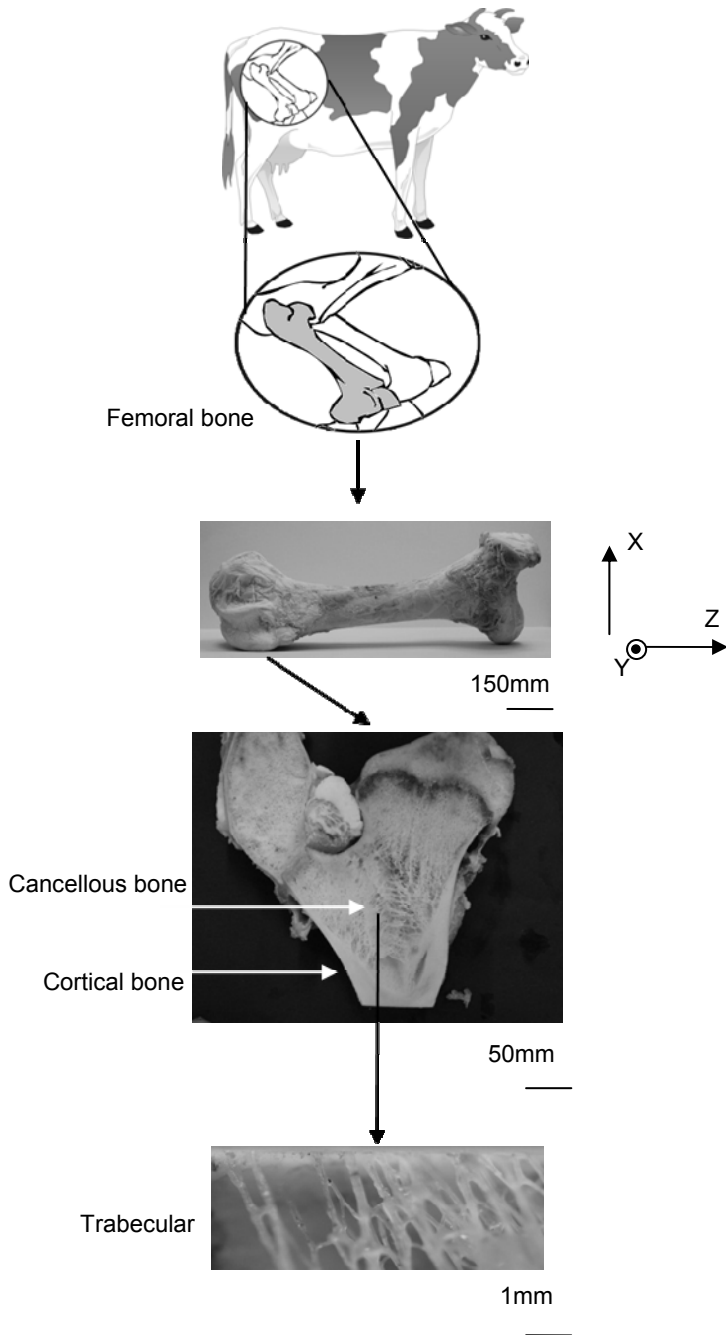 Femoral bone
X
Z
Y
150mm
Cancellous bone
Cortical bone
50mm
Trabecular
1mm